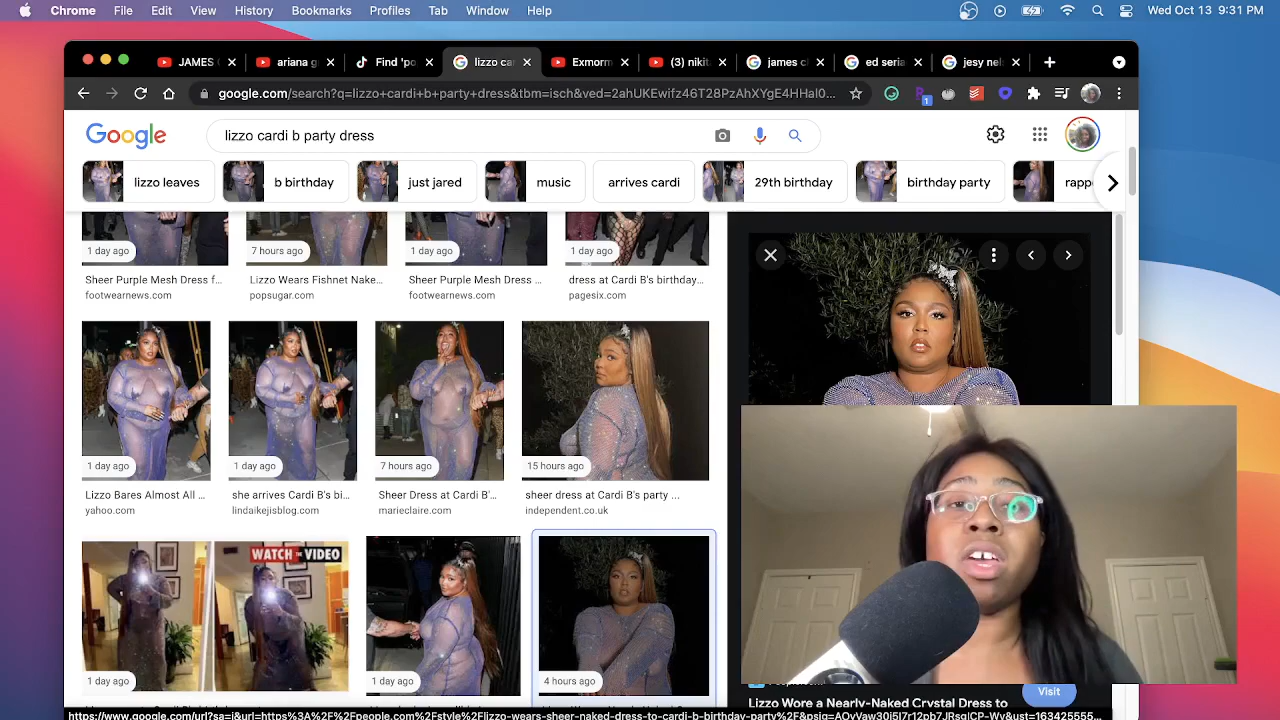 Chrome File Edit View History Bookmarks Profiles Tab Window Help Wed Oct 13 9:31 PM
JAMES ariana g Find 'po lizzo car Exmorm (3) nikit james c ed seria jesy nel
google.com/search?q=lizzo+cardi+b+party+dress&tbm=isch&ved=2ahUKEwifz46T28PzAhXYgE4HHal0...
1
Google lizzo cardi b party dress
lizzo leaves b birthday just jared music arrives cardi 29th birthday birthday party rapp
1 day ago 7 hours ago 1 day ago 1 day ago
Sheer Purple Mesh Dress f... Lizzo Wears Fishnet Nake... Sheer Purple Mesh Dress ... dress at Cardi B's birthday...
footwearnews.com popsugar.com footwearnews.com pagesix.com
1 day ago 1 day ago 7 hours ago 15 hours ago
Lizzo Bares Almost All ... she arrives Cardi B's bi... Sheer Dress at Cardi B'... sheer dress at Cardi B's party ...
yahoo.com lindaikejisblog.com marieclaire.com independent.co.uk
WATCH THE VIDEO
1 day ago 1 day ago 4 hours ago
Visit
Lizzo Wore a Nearly-Naked Crystal Dress to